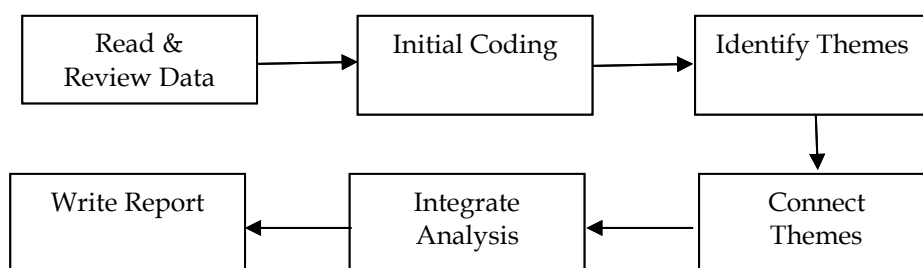 Read &
Review Data
Initial Coding
Identify Themes
Write Report
Integrate
Analysis
Connect
Themes